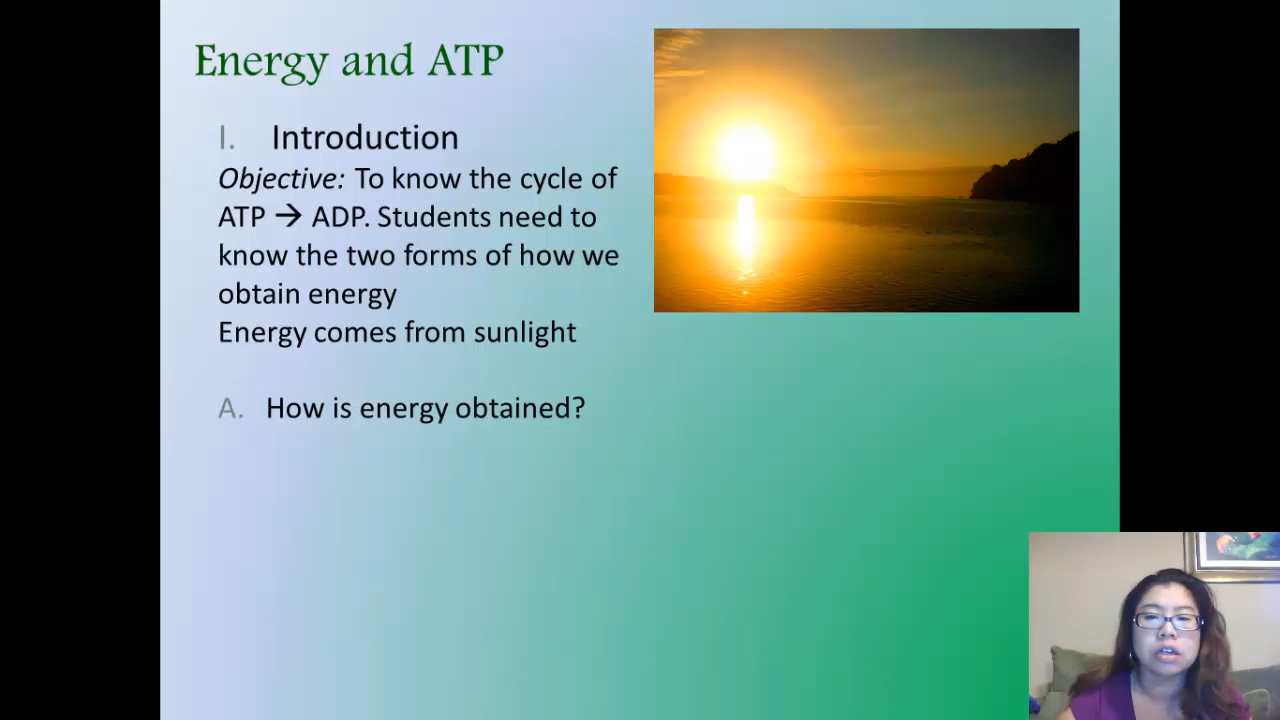 Energy and ATP
I. Introduction
Objective: To know the cycle of
ATP → ADP. Students need to
know the two forms of how we
obtain energy
Energy comes from sunlight
A. How is energy obtained?